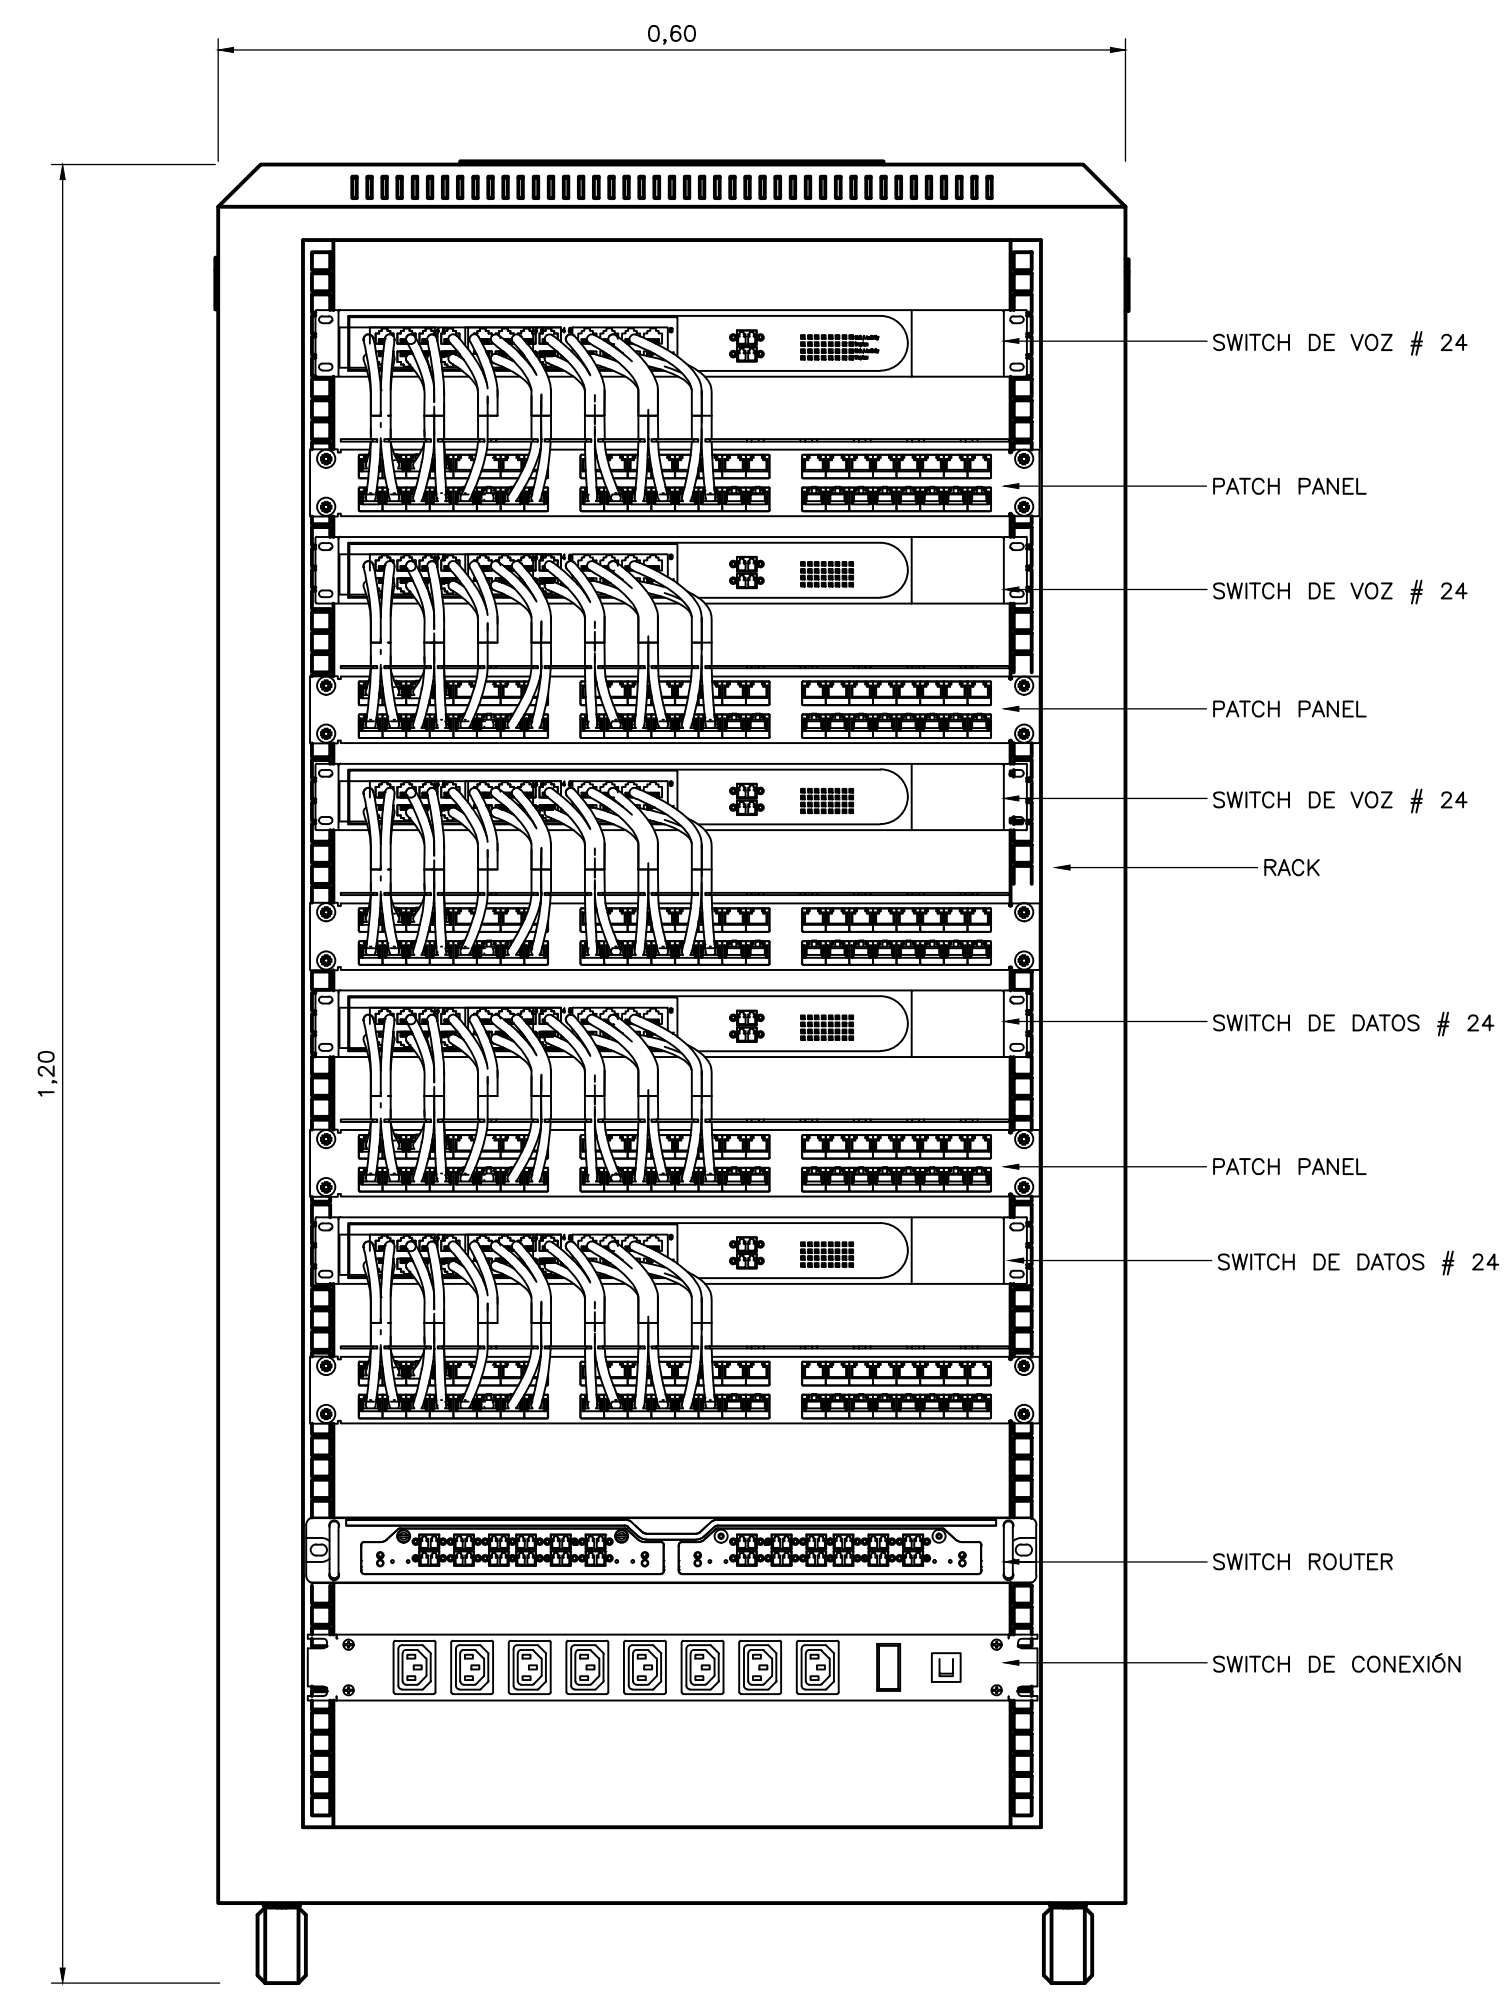 0,60
SWITCH DE VOZ # 24
PATCH PANEL
SWITCH DE VOZ # 24
PATCH PANEL
SWITCH DE VOZ # 24
RACK
SWITCH DE DATOS # 24
1,20
PATCH PANEL
SWITCH DE DATOS # 24
SWITCH ROUTER
SWITCH DE CONEXIÓN